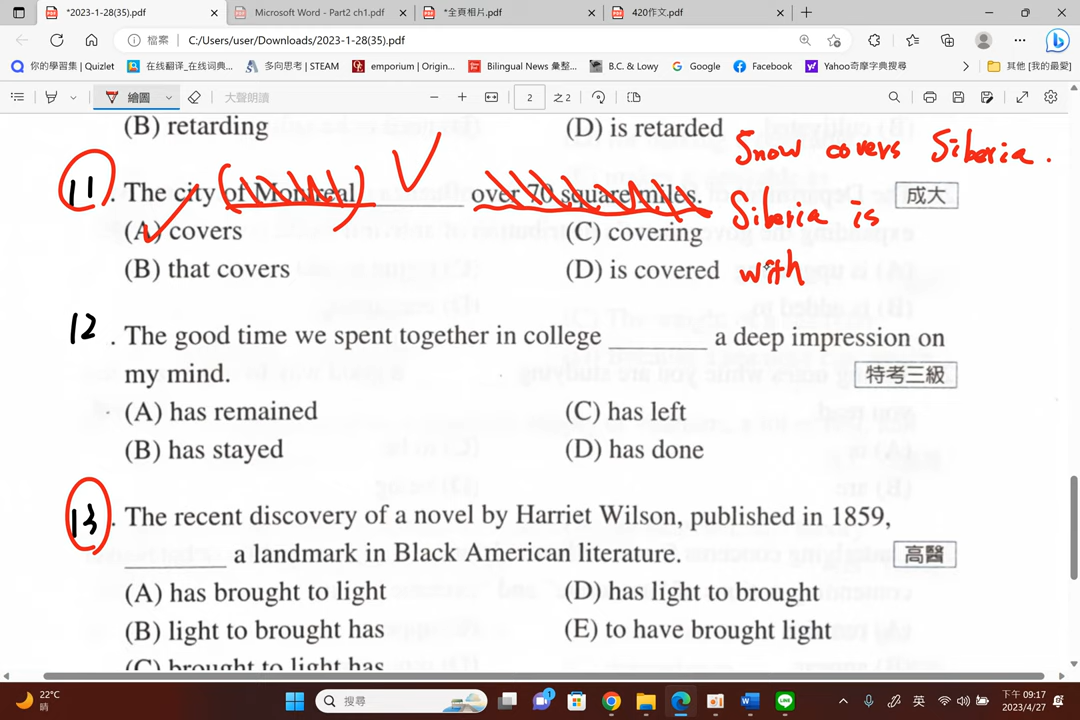 *2023-1-28(35).pdf
Microsoft Word - Part2 ch1.pdf
*全頁相片.pdf
420作文.pdf
檔案
C:/Users/user/Downloads/2023-1-28(35).pdf
你的學習集 | Quizlet
在线翻译_在线词典...
多向思考 | STEAM
emporium | Origin...
Bilingual News 彙整...
B.C. & Lowy
Google
Facebook
Yahoo奇摩字典搜尋
其他 [我的最愛]
繪圖
大聲朗讀
2
之 2
(B) retarding
(D) is retarded
Snow covers Siberia.
11. The city of Montreal ________ over 70 square miles.
成大
Siberia is
(A) covers
(C) covering
(B) that covers
(D) is covered
with
12. The good time we spent together in college ________ a deep impression on
my mind.
特考三級
(A) has remained
(C) has left
(B) has stayed
(D) has done
13. The recent discovery of a novel by Harriet Wilson, published in 1859,
________ a landmark in Black American literature.
高醫
(A) has brought to light
(D) has light to brought
(B) light to brought has
(E) to have brought light
(C) brought to light has
22°C
晴
搜尋
1
英
下午 09:17
2023/4/27